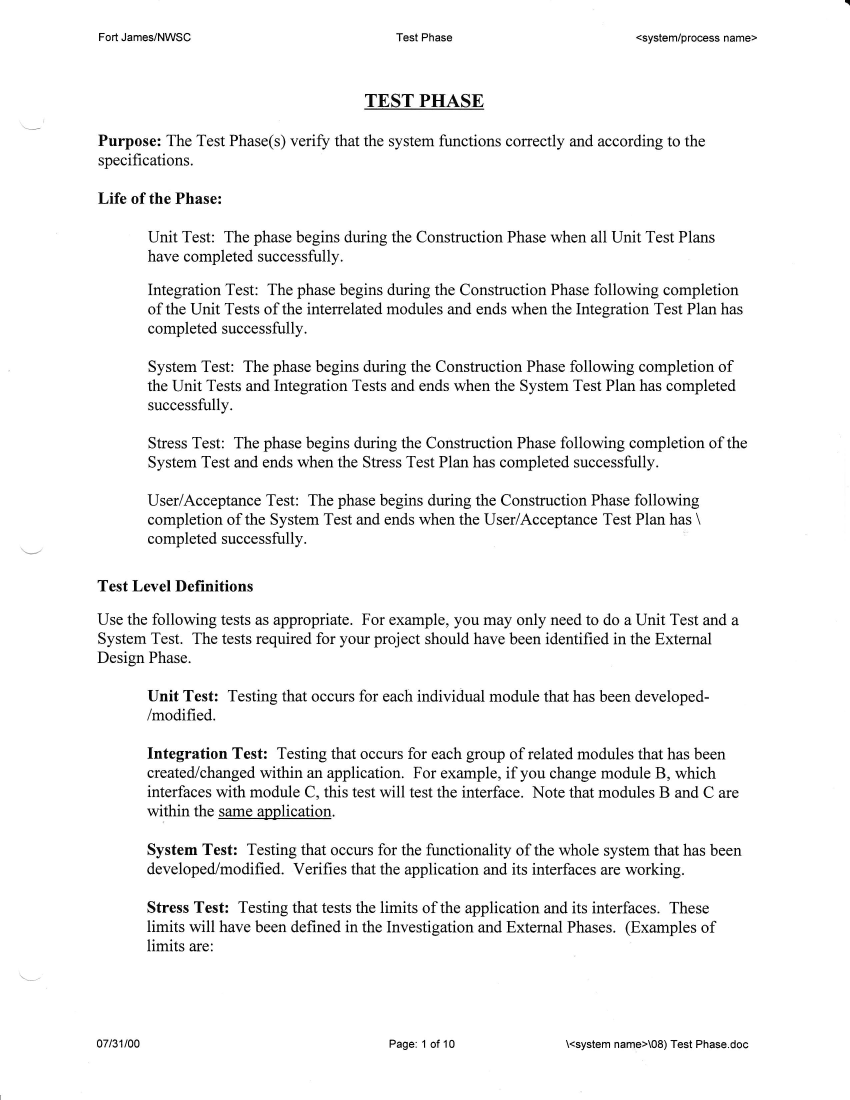 Fort James/NWSC Test Phase <system/process name>
TEST PHASE
Purpose: The Test Phase(s) verify that the system functions correctly and according to the
specifications.
Life of the Phase:
Unit Test: The phase begins during the Construction Phase when all Unit Test Plans
have completed successfully.
Integration Test: The phase begins during the Construction Phase following completion
of the Unit Tests of the interrelated modules and ends when the Integration Test Plan has
completed successfully.
System Test: The phase begins during the Construction Phase following completion of
the Unit Tests and Integration Tests and ends when the System Test Plan has completed
successfully.
Stress Test: The phase begins during the Construction Phase following completion of the
System Test and ends when the Stress Test Plan has completed successfully.
User/Acceptance Test: The phase begins during the Construction Phase following
completion of the System Test and ends when the User/Acceptance Test Plan has \
completed successfully.
Test Level Definitions
Use the following tests as appropriate. For example, you may only need to do a Unit Test and a
System Test. The tests required for your project should have been identified in the External
Design Phase.
Unit Test: Testing that occurs for each individual module that has been developed-
/modified.
Integration Test: Testing that occurs for each group of related modules that has been
created/changed within an application. For example, if you change module B, which
interfaces with module C, this test will test the interface. Note that modules B and C are
within the same application.
System Test: Testing that occurs for the functionality of the whole system that has been
developed/modified. Verifies that the application and its interfaces are working.
Stress Test: Testing that tests the limits of the application and its interfaces. These
limits will have been defined in the Investigation and External Phases. (Examples of
limits are:
07/31/00 Page: 1 of 10 \<system name>\08) Test Phase.doc